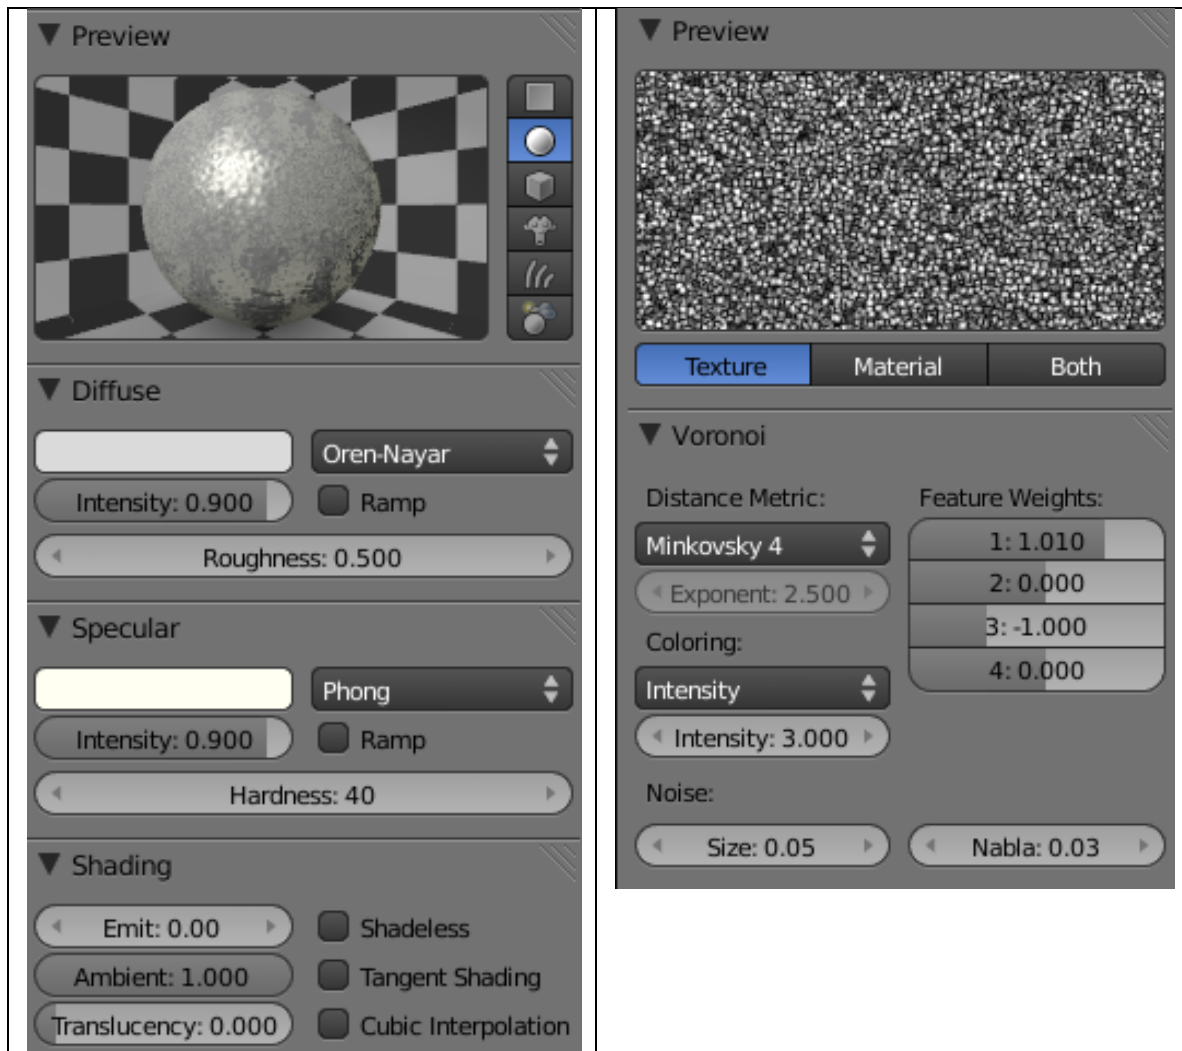 Preview
Diffuse
Oren-Nayar
Intensity: 0.900
Ramp
Roughness: 0.500
Specular
Phong
Intensity: 0.900
Ramp
Hardness: 40
Shading
Emit: 0.00
Shadeless
Ambient: 1.000
Tangent Shading
Translucency: 0.000
Cubic Interpolation
Preview
Texture
Material
Both
Voronoi
Distance Metric:
Minkovsky 4
Exponent: 2.500
Coloring:
Intensity
Intensity: 3.000
Feature Weights:
1: 1.010
2: 0.000
3: -1.000
4: 0.000
Noise:
Size: 0.05
Nabla: 0.03